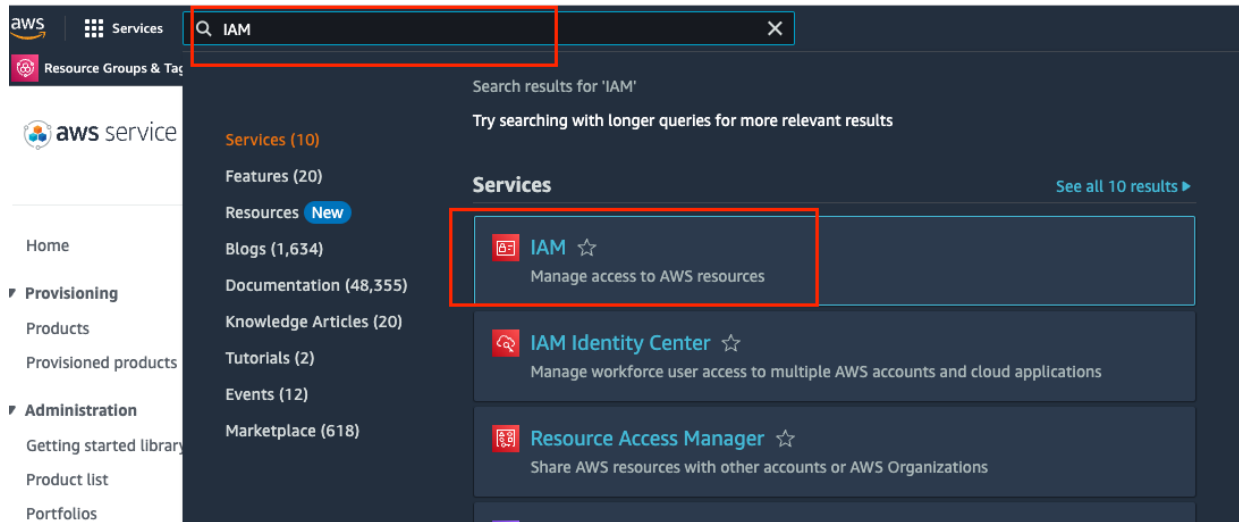 aws
Services
IAM
Resource Groups & Tag
aws service
Home
Provisioning
Products
Provisioned products
Administration
Getting started library
Product list
Portfolios
Services (10)
Features (20)
Resources New
Blogs (1,634)
Documentation (48,355)
Knowledge Articles (20)
Tutorials (2)
Events (12)
Marketplace (618)
Search results for 'IAM'
Try searching with longer queries for more relevant results
Services
See all 10 results
IAM
Manage access to AWS resources
IAM Identity Center
Manage workforce user access to multiple AWS accounts and cloud applications
Resource Access Manager
Share AWS resources with other accounts or AWS Organizations